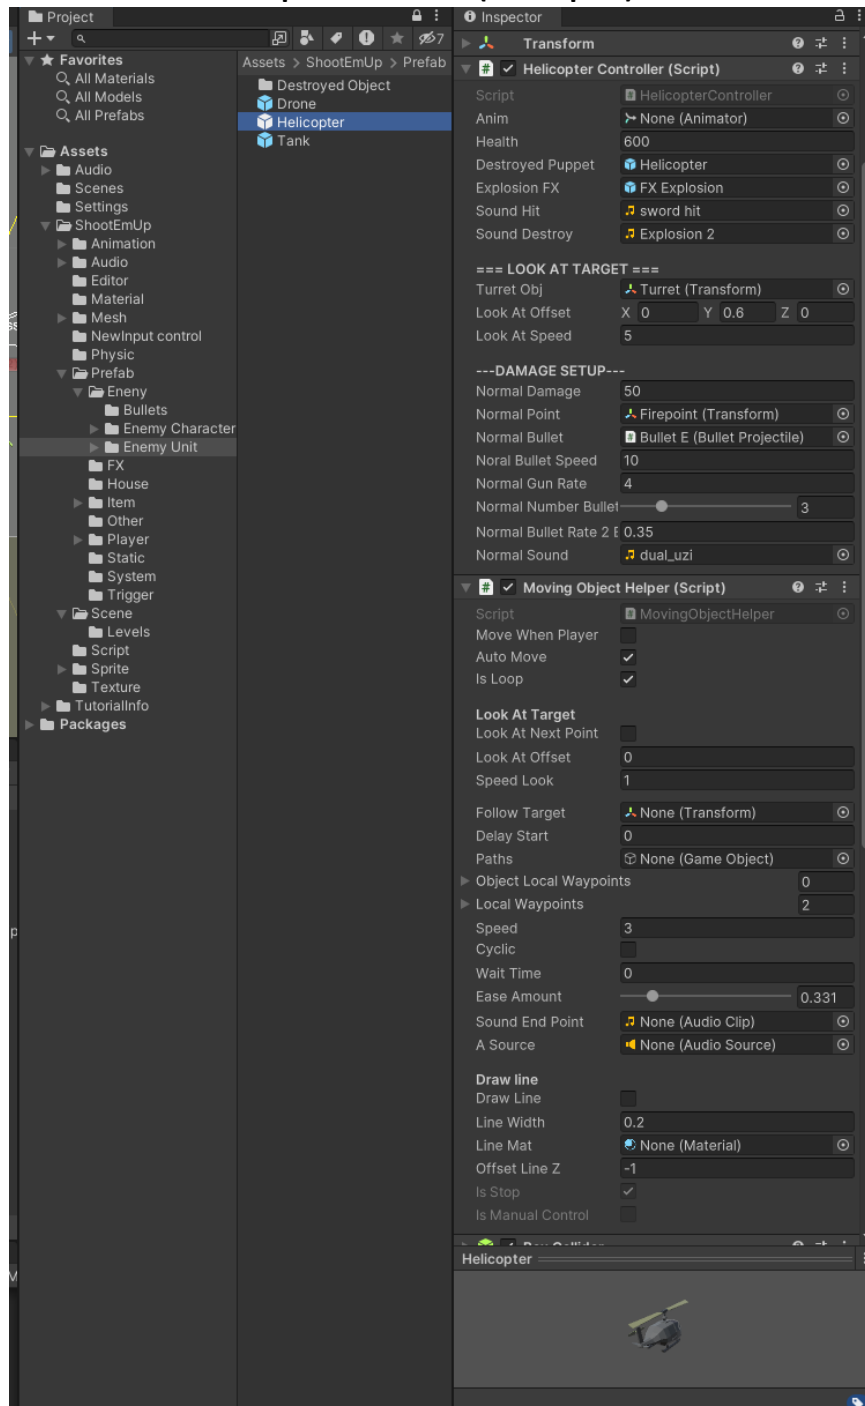 Project
Inspector
7
Favorites
All Materials
All Models
All Prefabs
Assets
Audio
Scenes
Settings
ShootEmUp
Animation
Audio
Editor
Material
Mesh
NewInput control
Physic
Prefab
Eneny
Bullets
Enemy Character
Enemy Unit
FX
House
Item
Other
Player
Static
System
Trigger
Scene
Levels
Script
Sprite
Texture
TutorialInfo
Packages
Assets > ShootEmUp > Prefab
Destroyed Object
Drone
Helicopter
Tank
Transform
# Helicopter Controller (Script)
Script # HelicopterController
Anim None (Animator)
Health 600
Destroyed Puppet Helicopter
Explosion FX FX Explosion
Sound Hit sword hit
Sound Destroy Explosion 2
=== LOOK AT TARGET ===
Turret Obj Turret (Transform)
Look At Offset X 0 Y 0.6 Z 0
Look At Speed 5
---DAMAGE SETUP---
Normal Damage 50
Normal Point Firepoint (Transform)
Normal Bullet # Bullet E (Bullet Projectile)
Noral Bullet Speed 10
Normal Gun Rate 4
Normal Number Bullet 3
Normal Bullet Rate 2 0.35
Normal Sound dual_uzi
# Moving Object Helper (Script)
Script # MovingObjectHelper
Move When Player
Auto Move
Is Loop
Look At Target
Look At Next Point
Look At Offset 0
Speed Look 1
Follow Target None (Transform)
Delay Start 0
Paths None (Game Object)
Object Local Waypoints 0
Local Waypoints 2
Speed 3
Cyclic
Wait Time 0
Ease Amount 0.331
Sound End Point None (Audio Clip)
A Source None (Audio Source)
Draw line
Draw Line
Line Width 0.2
Line Mat None (Material)
Offset Line Z -1
Is Stop
Is Manual Control
Helicopter